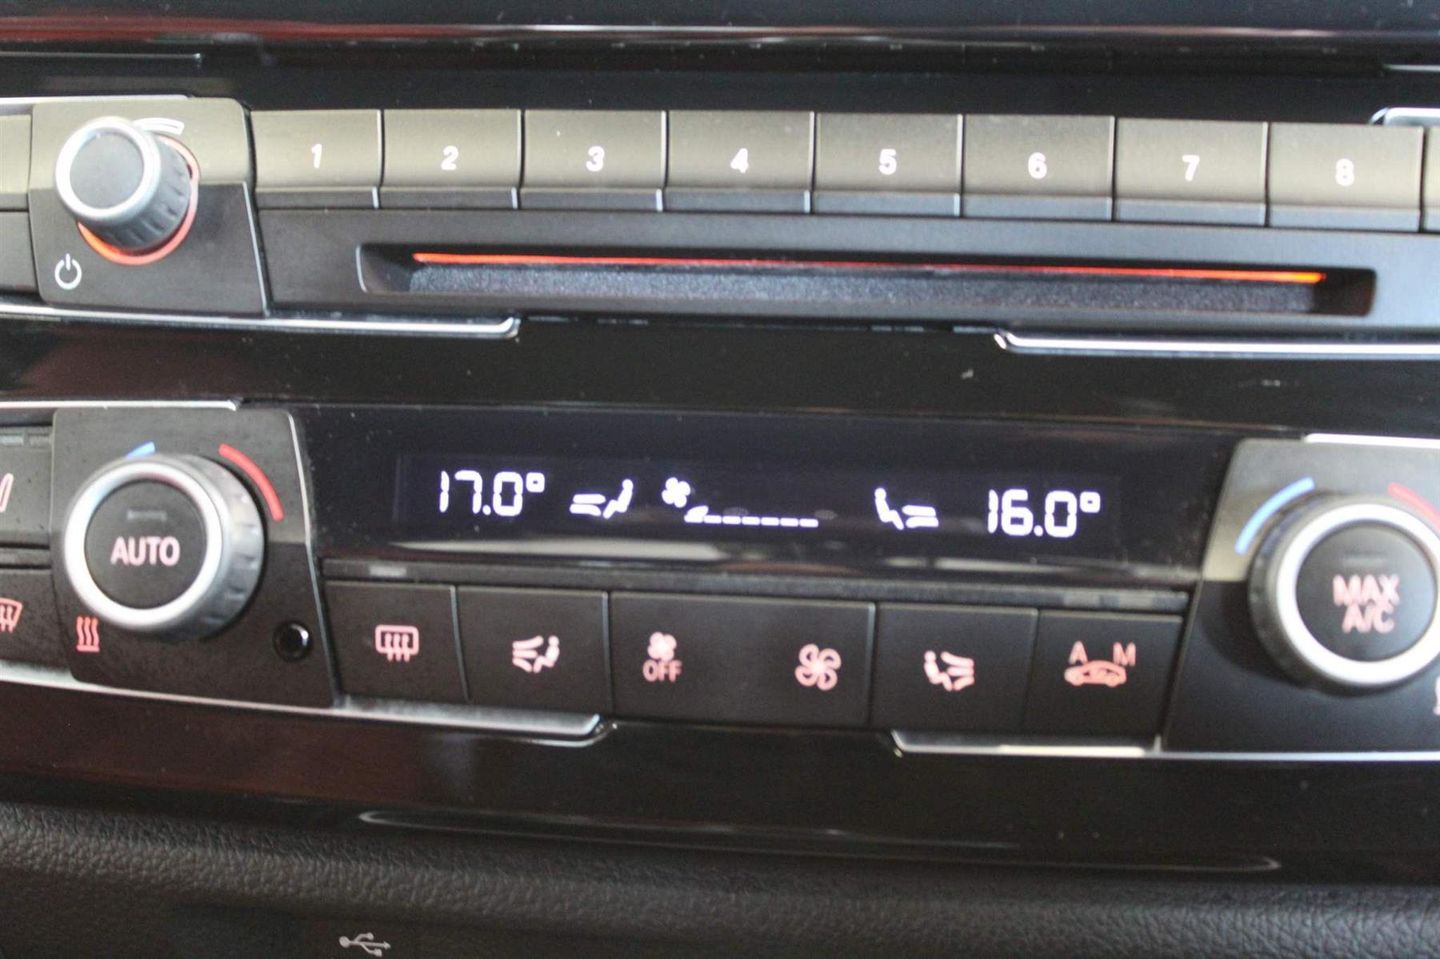 1 2 3 4 5 6 7 8
17.0° 16.0°
AUTO
MAX
A/C
OFF
A M